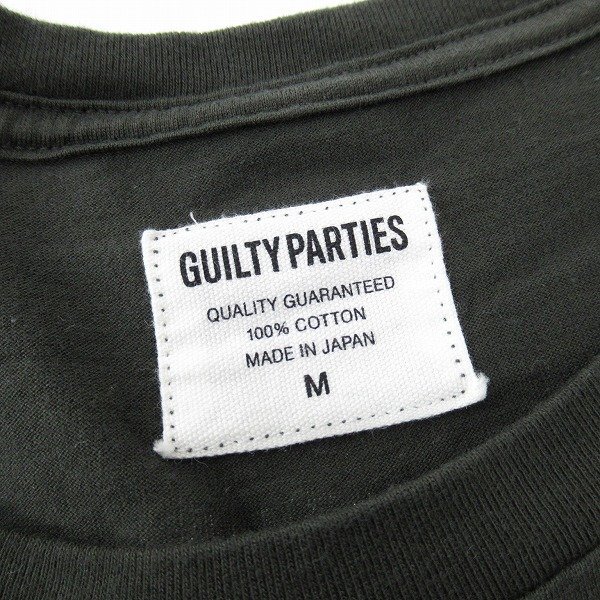 GUILTY PARTIES
QUALITY GUARANTEED
100% COTTON
MADE IN JAPAN
M